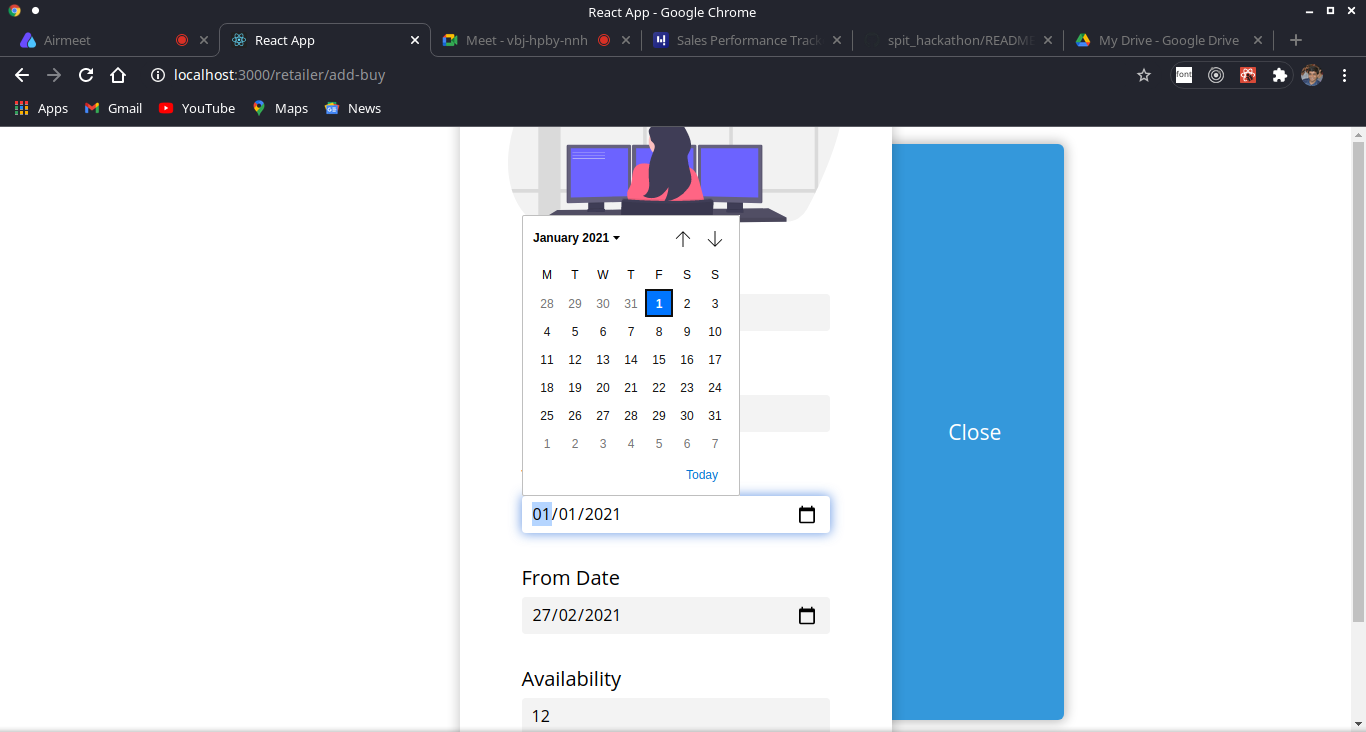 React App - Google Chrome
Airmeet
React App
Meet - vbj-hpby-nnh
Sales Performance Track
spit_hackathon/README
My Drive - Google Drive
localhost:3000/retailer/add-buy
font
Apps
Gmail
YouTube
Maps
News
January 2021
M T W T F S S
28 29 30 31 1 2 3
4 5 6 7 8 9 10
11 12 13 14 15 16 17
18 19 20 21 22 23 24
25 26 27 28 29 30 31
1 2 3 4 5 6 7
Today
Close
01/01/2021
From Date
27/02/2021
Availability
12